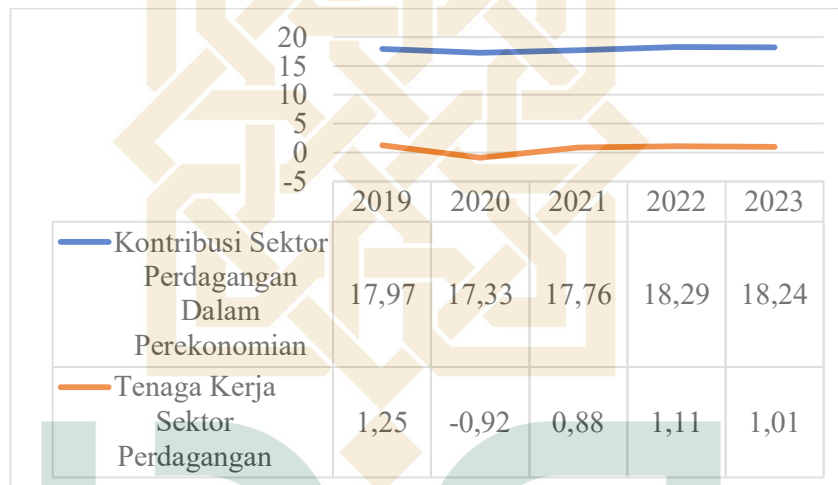 20
15
10
5
0
-5
2019 2020 2021 2022 2023
Kontribusi Sektor
Perdagangan
Dalam
Perekonomian
17,97 17,33 17,76 18,29 18,24
Tenaga Kerja
Sektor
Perdagangan
1,25 -0,92 0,88 1,11 1,01